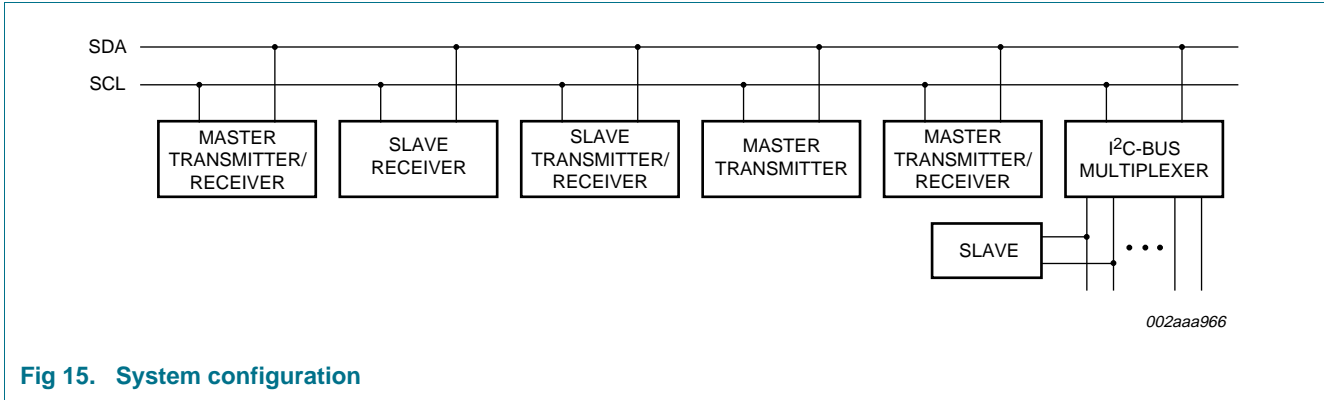 SDA
SCL
MASTER
TRANSMITTER/
RECEIVER
SLAVE
RECEIVER
SLAVE
TRANSMITTER/
RECEIVER
MASTER
TRANSMITTER
MASTER
TRANSMITTER/
RECEIVER
I²C-BUS
MULTIPLEXER
SLAVE
002aaa966
Fig 15. System configuration